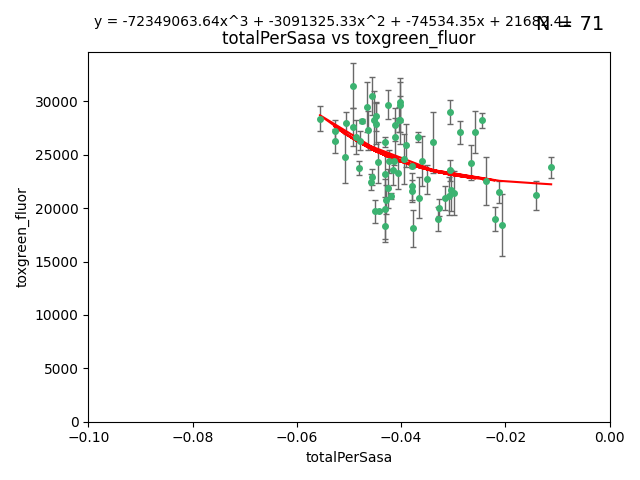 y = -72349063.64x^3 + -3091325.33x^2 + -74534.35x + 21682.41
N = 71
totalPerSasa vs toxgreen_fluor
30000
25000
20000
15000
10000
5000
0
toxgreen_fluor
−0.10 −0.08 −0.06 −0.04 −0.02 0.00
totalPerSasa